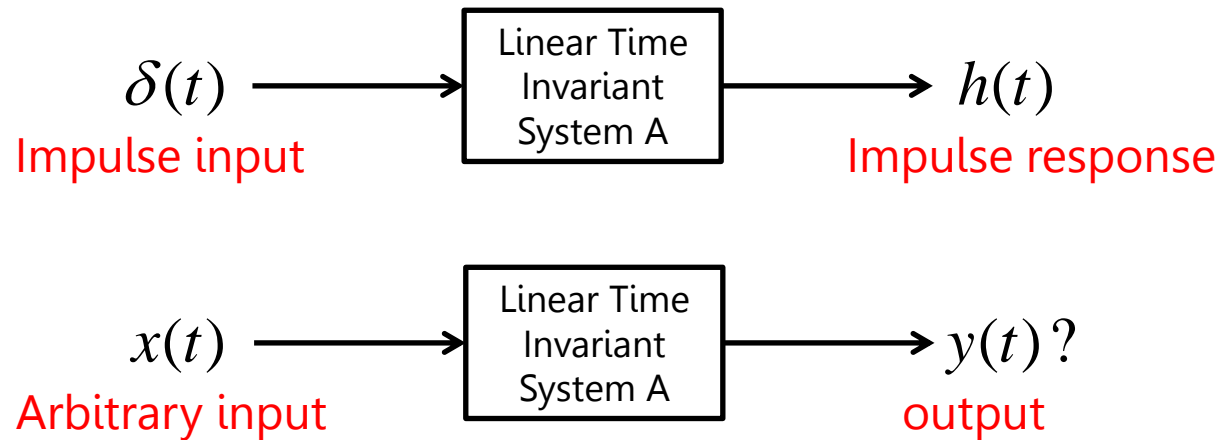 Linear Time
Invariant
System A
δ(t)
h(t)
Impulse input
Impulse response
Linear Time
Invariant
System A
x(t)
y(t)?
Arbitrary input
output